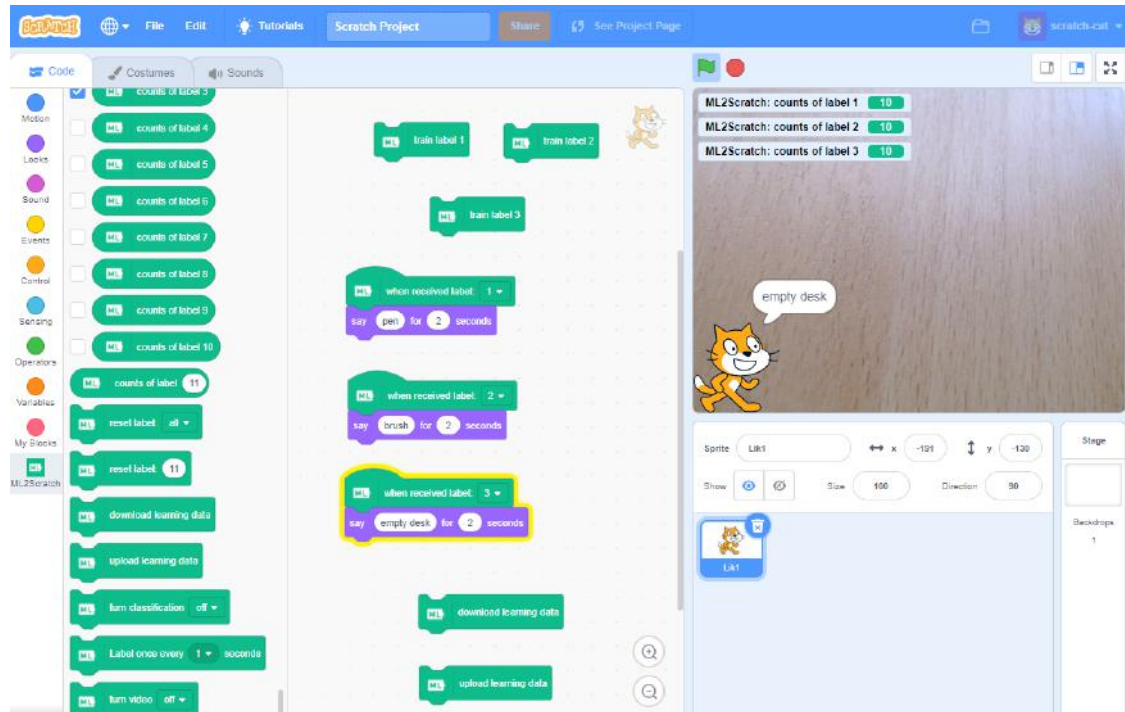 SCRATCH File Edit Tutorials Scratch Project Share See Project Page scratch-cat
Code Costumes Sounds
Motion
Looks
Sound
Events
Control
Sensing
Operators
Variables
My Blocks
ML2Scratch
counts of label 3
counts of label 4
counts of label 5
counts of label 6
counts of label 7
counts of label 8
counts of label 9
counts of label 10
counts of label 11
reset label all
reset label 11
download learning data
upload learning data
turn classification off
Label once every 1 seconds
turn video off
train label 1
train label 2
train label 3
when received label: 1
say pen for 2 seconds
when received label: 2
say brush for 2 seconds
when received label: 3
say empty desk for 2 seconds
download learning data
upload learning data
ML2Scratch: counts of label 1 10
ML2Scratch: counts of label 2 10
ML2Scratch: counts of label 3 10
empty desk
Sprite Lik1 x -191 y -130
Show Size 100 Direction 90
Lik1
Stage
Backdrops
1